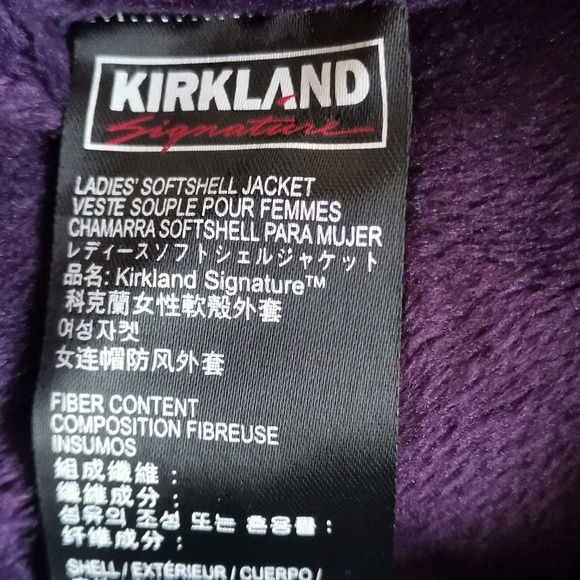 KIRKLAND
Signature
LADIES' SOFTSHELL JACKET
VESTE SOUPLE POUR FEMMES
CHAMARRA SOFTSHELL PARA MUJER
レディースソフトシェルジャケット
品名: Kirkland Signature™
科克蘭女性軟殼外套
여성자켓
女连帽防风外套
FIBER CONTENT
COMPOSITION FIBREUSE
INSUMOS
組成纖維 :
纖維成分 :
섬유의 조성 또는 혼용률 :
纤维成分 :
SHELL / EXTÉRIEUR / CUERPO /